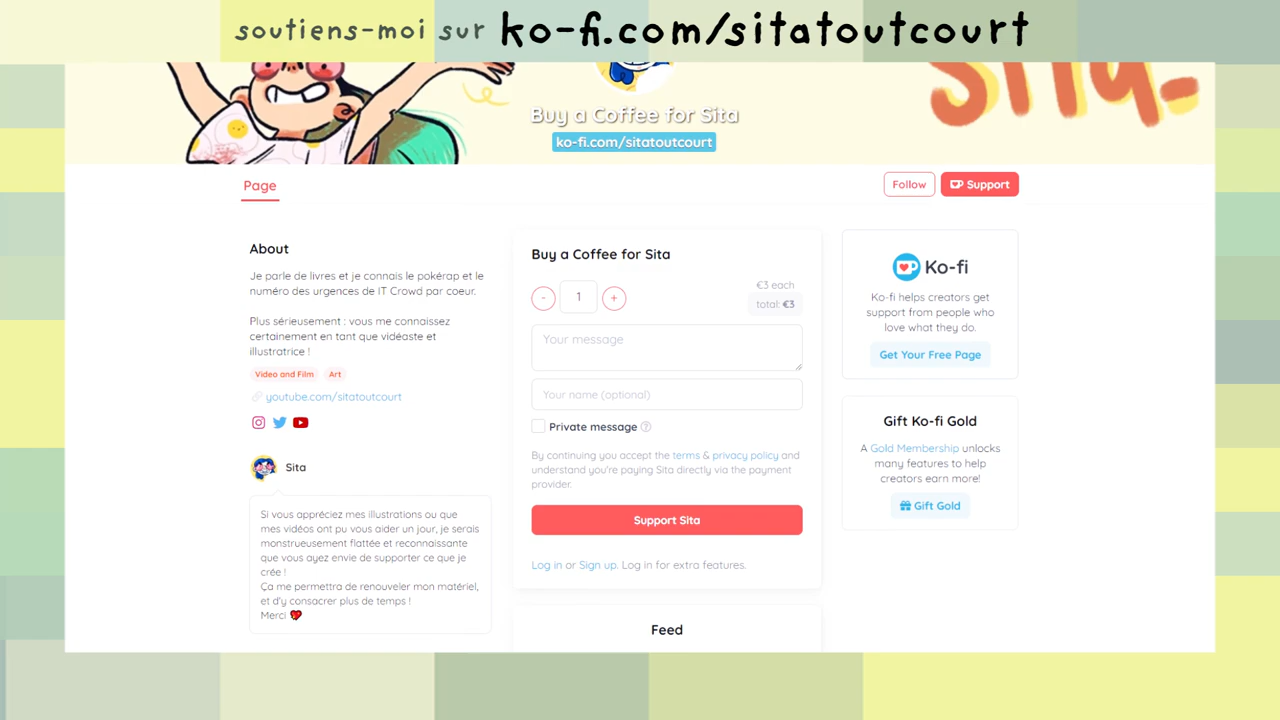 soutiens-moi sur ko-fi.com/sitatoutcourt
sita_
Buy a Coffee for Sita
ko-fi.com/sitatoutcourt
Page
Follow
Support
About
Je parle de livres et je connais le pokérap et le
numéro des urgences de IT Crowd par coeur.
Plus sérieusement : vous me connaissez
certainement en tant que vidéaste et
illustratrice !
Video and Film
Art
youtube.com/sitatoutcourt
Sita
Si vous appréciez mes illustrations ou que
mes vidéos ont pu vous aider un jour, je serais
monstrueusement flattée et reconnaissante
que vous ayez envie de supporter ce que je
crée !
Ça me permettra de renouveler mon matériel,
et d'y consacrer plus de temps !
Merci
Buy a Coffee for Sita
- 1 +
€3 each
total: €3
Your message
Your name (optional)
Private message ?
By continuing you accept the terms & privacy policy and
understand you're paying Sita directly via the payment
provider.
Support Sita
Log in or Sign up. Log in for extra features.
Feed
Ko-fi
Ko-fi helps creators get
support from people who
love what they do.
Get Your Free Page
Gift Ko-fi Gold
A Gold Membership unlocks
many features to help
creators earn more!
Gift Gold